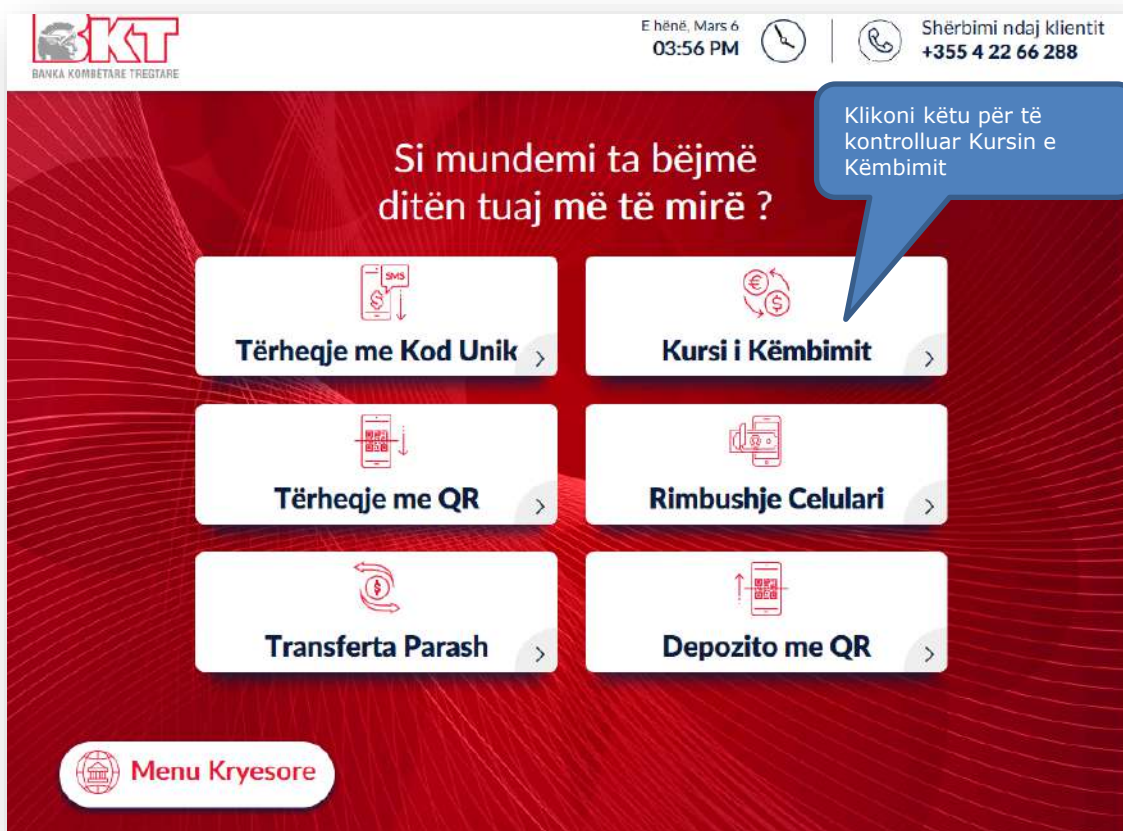 BKT
BANKA KOMBËTARE TREGTARE
E hënë, Mars 6
03:56 PM
Shërbimi ndaj klientit
+355 4 22 66 288
Klikoni këtu për të
kontrolluar Kursin e
Këmbimit
Si mundemi ta bëjmë
ditën tuaj më të mirë ?
SMS
Tërheqje me Kod Unik
Kursi i Këmbimit
Tërheqje me QR
Rimbushje Celulari
Transferta Parash
Depozito me QR
Menu Kryesore